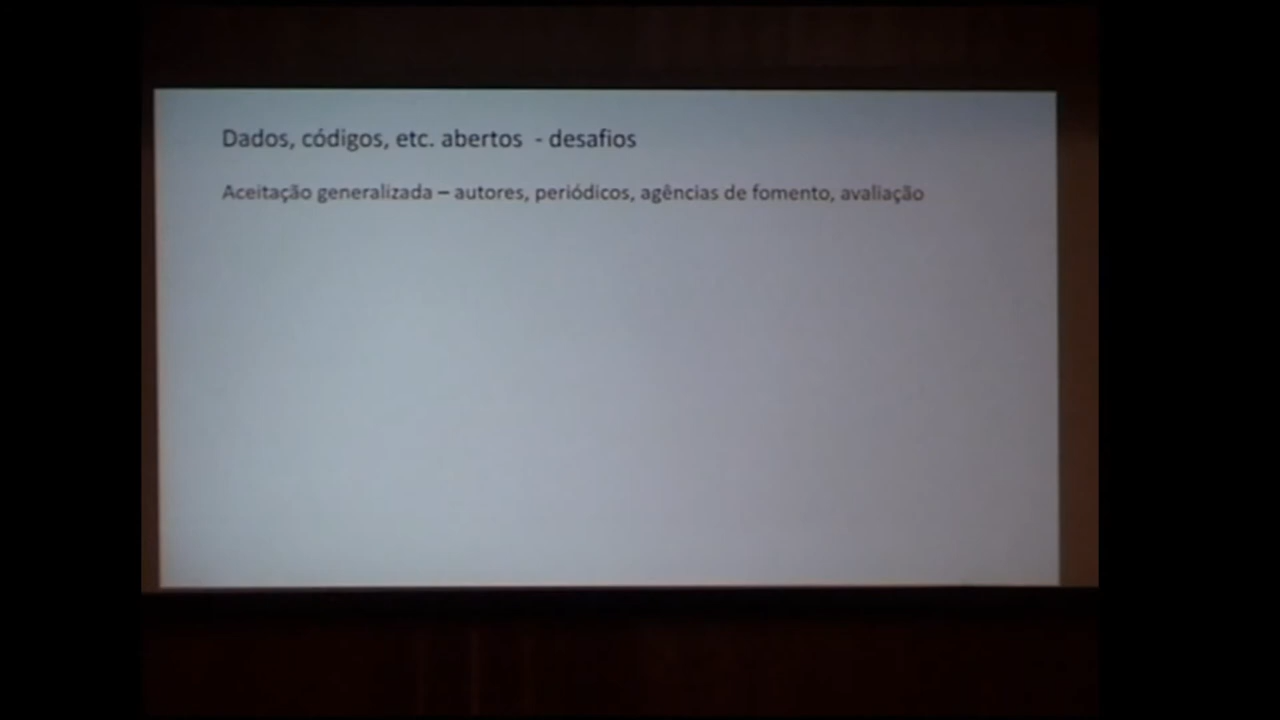 Dados, códigos, etc. abertos - desafios
Aceitação generalizada – autores, periódicos, agências de fomento, avaliação